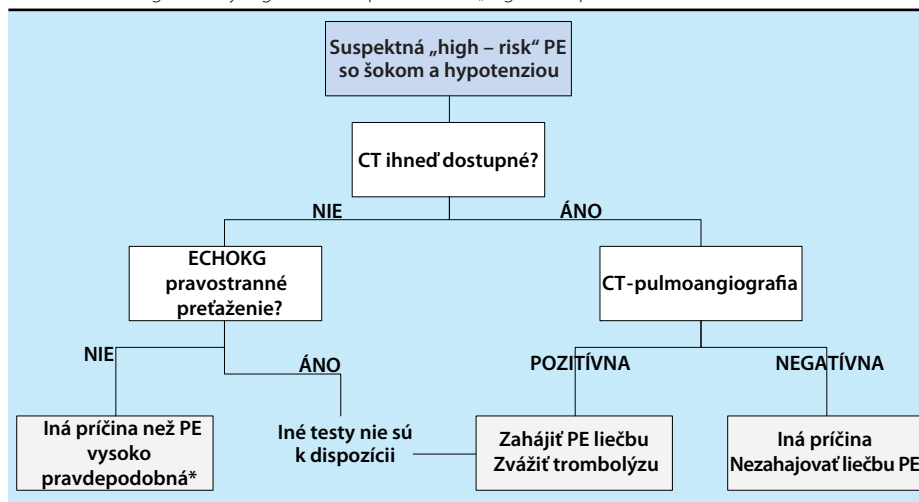 Suspektná „high – risk“ PE
so šokom a hypotenziou
CT ihneď dostupné?
NIE
ÁNO
ECHOKG
pravostranné
preťaženie?
CT-pulmoangiografia
NIE
ÁNO
POZITÍVNA
NEGATÍVNA
Iná príčina než PE
vysoko
pravdepodobná*
Iné testy nie sú
k dispozícii
Zahájiť PE liečbu
Zvážiť trombolýzu
Iná príčina
Nezahajovať liečbu PE